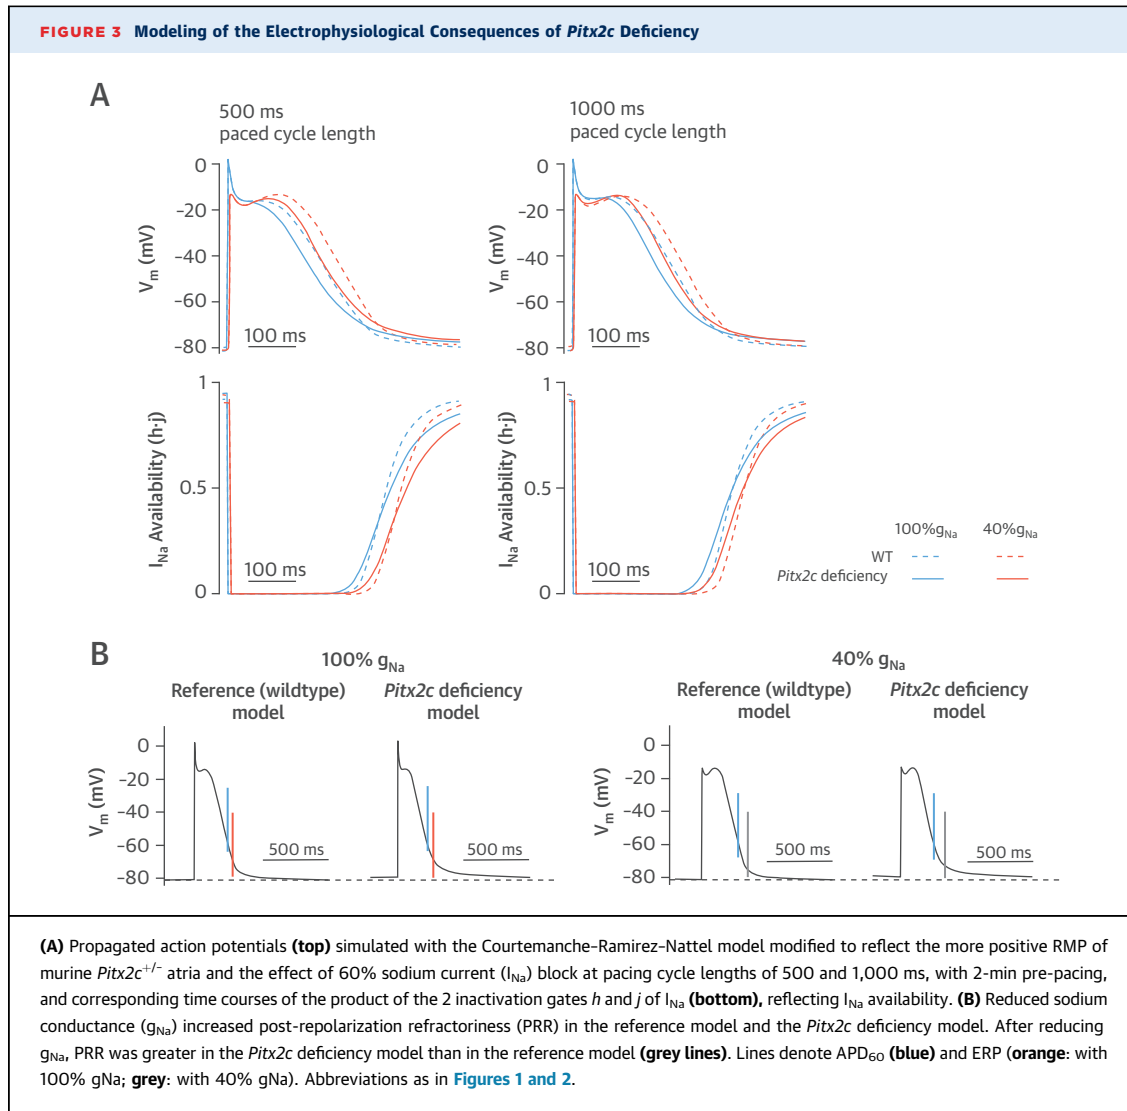 FIGURE 3 Modeling of the Electrophysiological Consequences of Pitx2c Deficiency
A
500 ms
paced cycle length
1000 ms
paced cycle length
0
-20
-40
-60
-80
Vm (mV)
100 ms
0
-20
-40
-60
-80
Vm (mV)
100 ms
1
0.5
0
INa Availability (h·j)
100 ms
1
0.5
0
INa Availability (h·j)
100 ms
100%gNa 40%gNa
WT
Pitx2c deficiency
B
100% gNa
40% gNa
Reference (wildtype)
model
Pitx2c deficiency
model
Reference (wildtype)
model
Pitx2c deficiency
model
0
-20
-40
-60
-80
Vm (mV)
500 ms
500 ms
0
-20
-40
-60
-80
Vm (mV)
500 ms
500 ms
(A) Propagated action potentials (top) simulated with the Courtemanche-Ramirez-Nattel model modified to reflect the more positive RMP of
murine Pitx2c+/− atria and the effect of 60% sodium current (INa) block at pacing cycle lengths of 500 and 1,000 ms, with 2-min pre-pacing,
and corresponding time courses of the product of the 2 inactivation gates h and j of INa (bottom), reflecting INa availability. (B) Reduced sodium
conductance (gNa) increased post-repolarization refractoriness (PRR) in the reference model and the Pitx2c deficiency model. After reducing
gNa, PRR was greater in the Pitx2c deficiency model than in the reference model (grey lines). Lines denote APD60 (blue) and ERP (orange: with
100% gNa; grey: with 40% gNa). Abbreviations as in Figures 1 and 2.